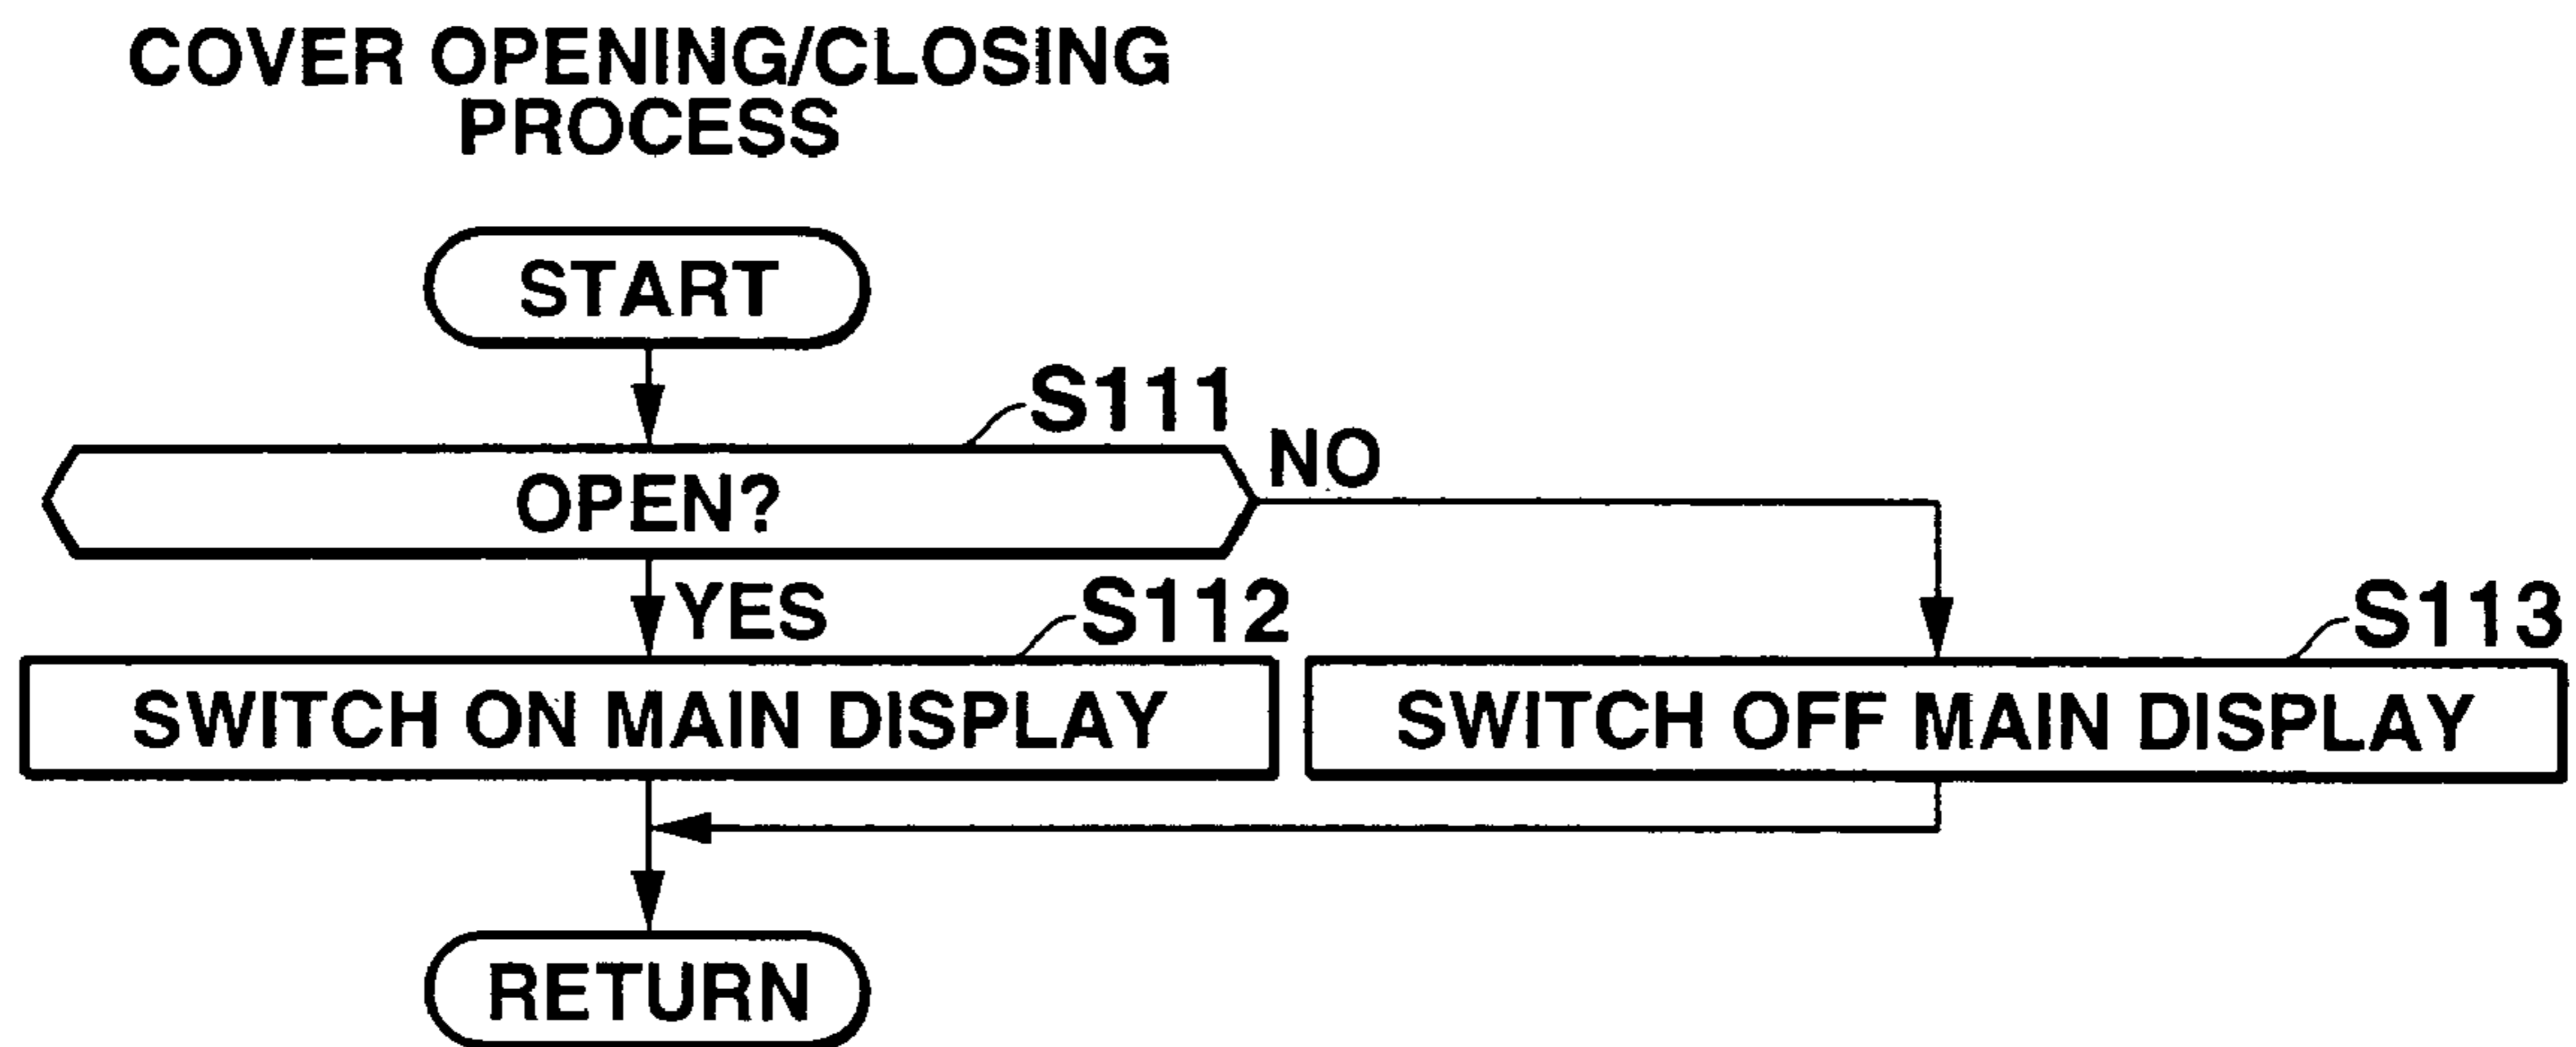 COVER OPENING/CLOSING
PROCESS
START
S111
OPEN?
NO
YES
S112
S113
SWITCH ON MAIN DISPLAY
SWITCH OFF MAIN DISPLAY
RETURN